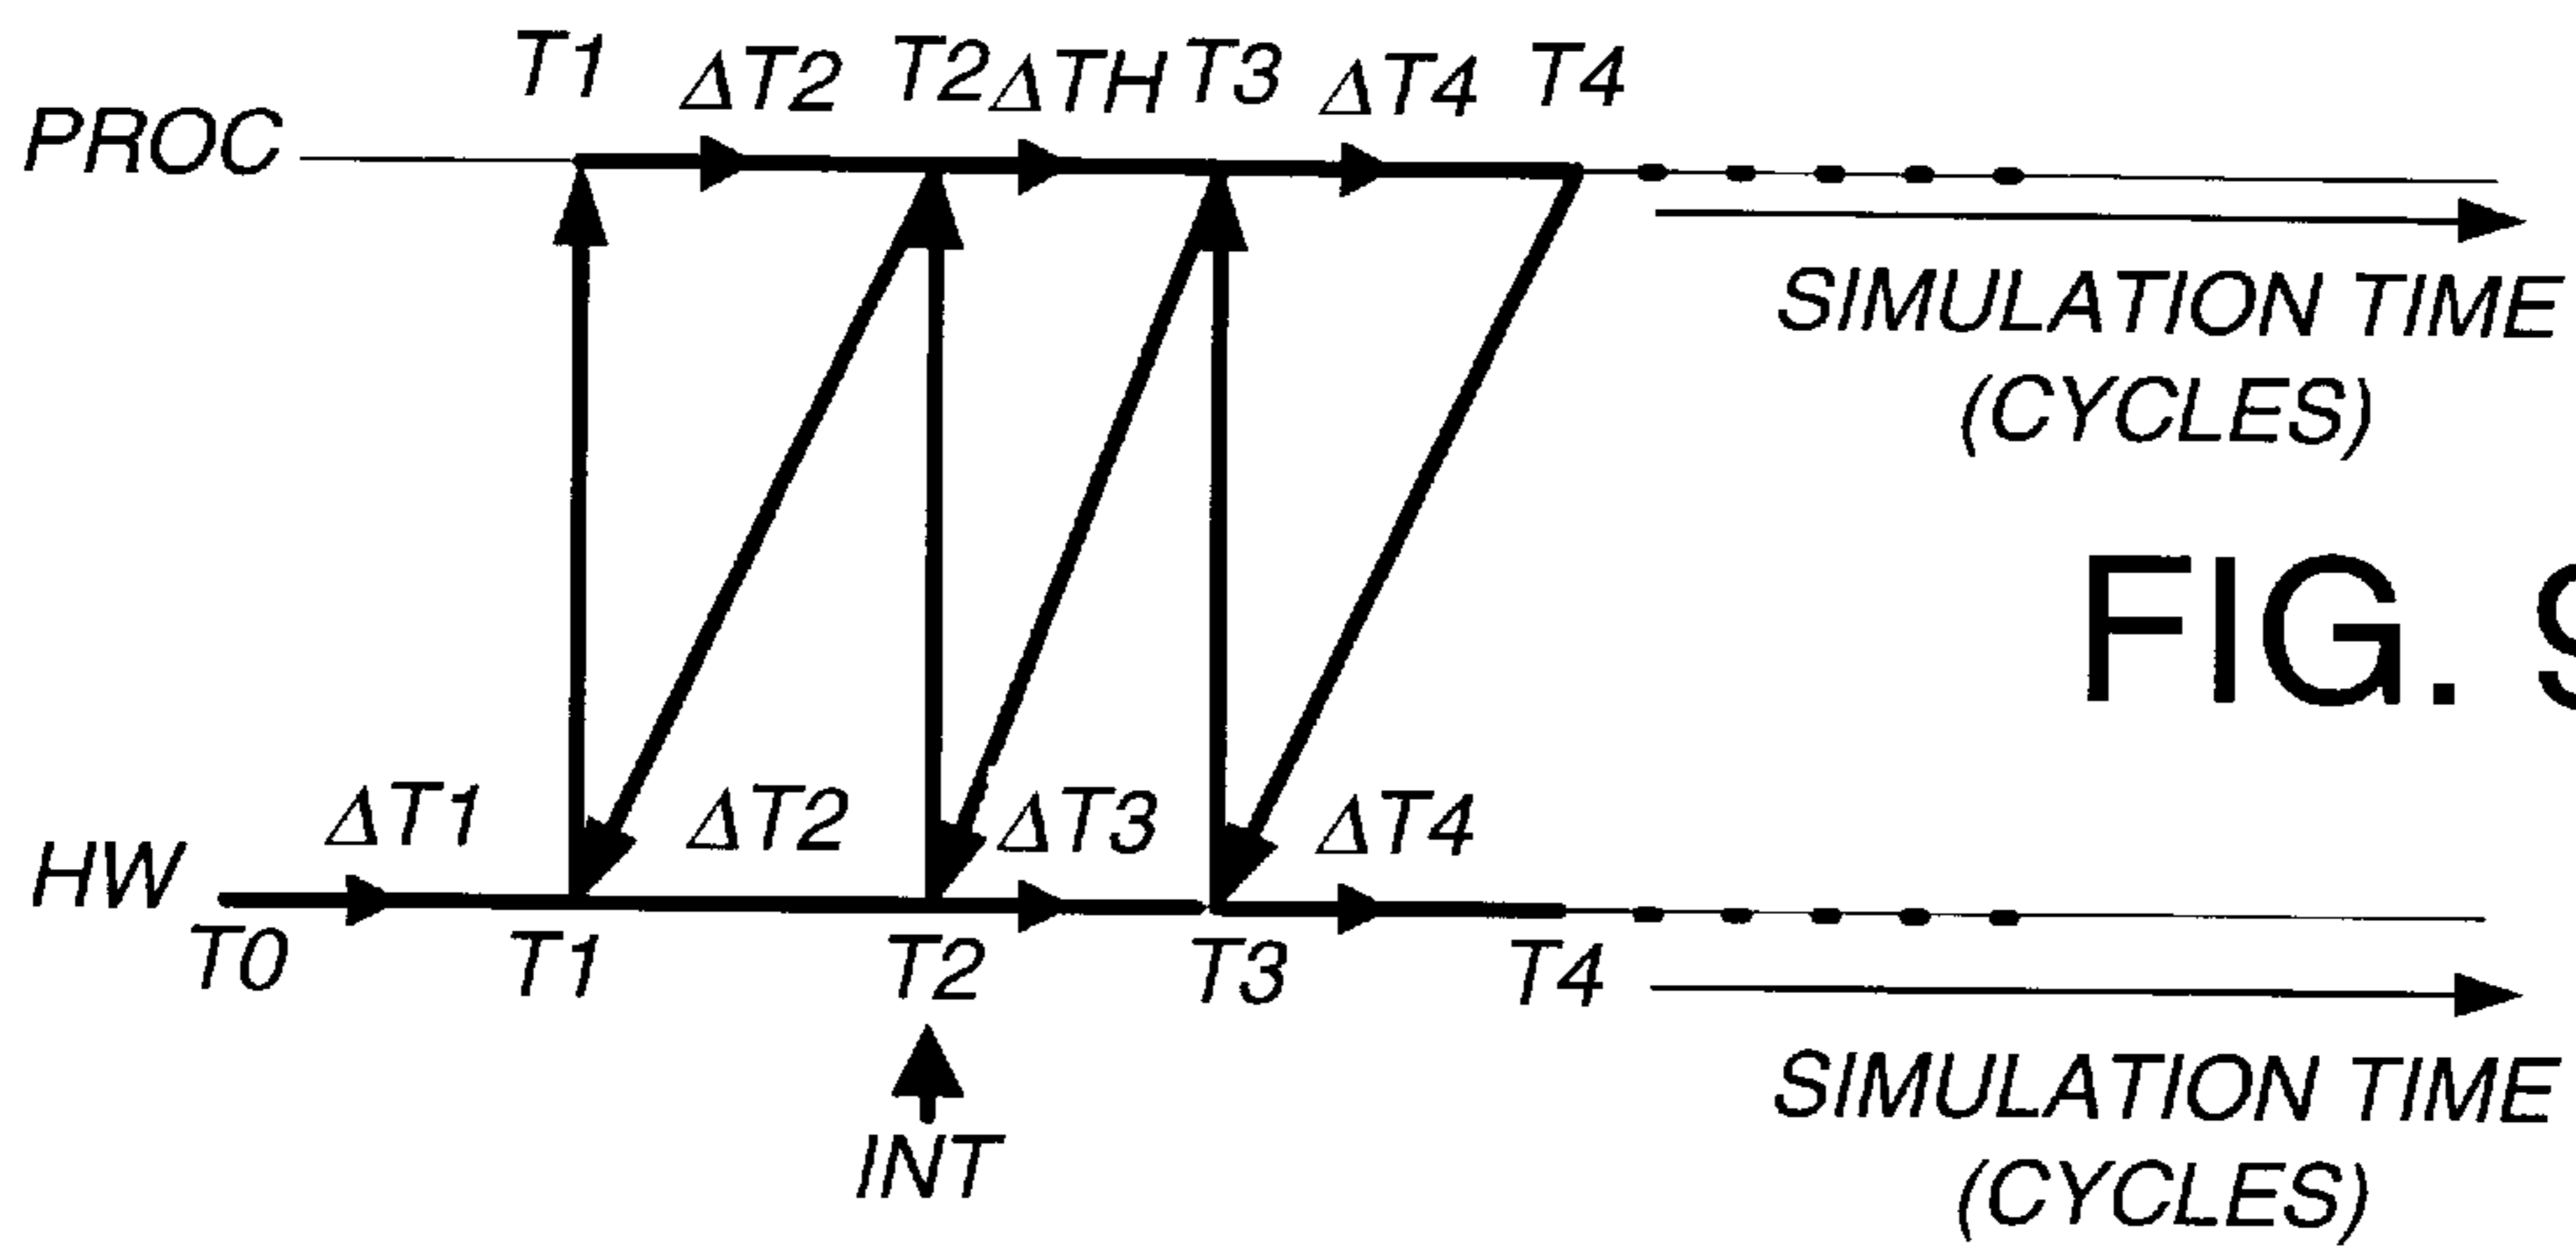 T1 ΔT2 T2 ΔTH T3 ΔT4 T4
PROC
SIMULATION TIME
(CYCLES)
FIG. 9
ΔT1 ΔT2 ΔT3 ΔT4
HW
T0 T1 T2 T3 T4
INT
SIMULATION TIME
(CYCLES)